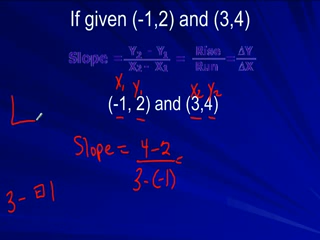 If given (-1,2) and (3,4)
Slope = Y₂ - Y₁ / X₂ - X₁ = Rise / Run = ΔY / ΔX
X₁ Y₁ X₂ Y₂
(-1, 2) and (3,4)
Slope = 4-2 / 3-(-1) =
3 - 1